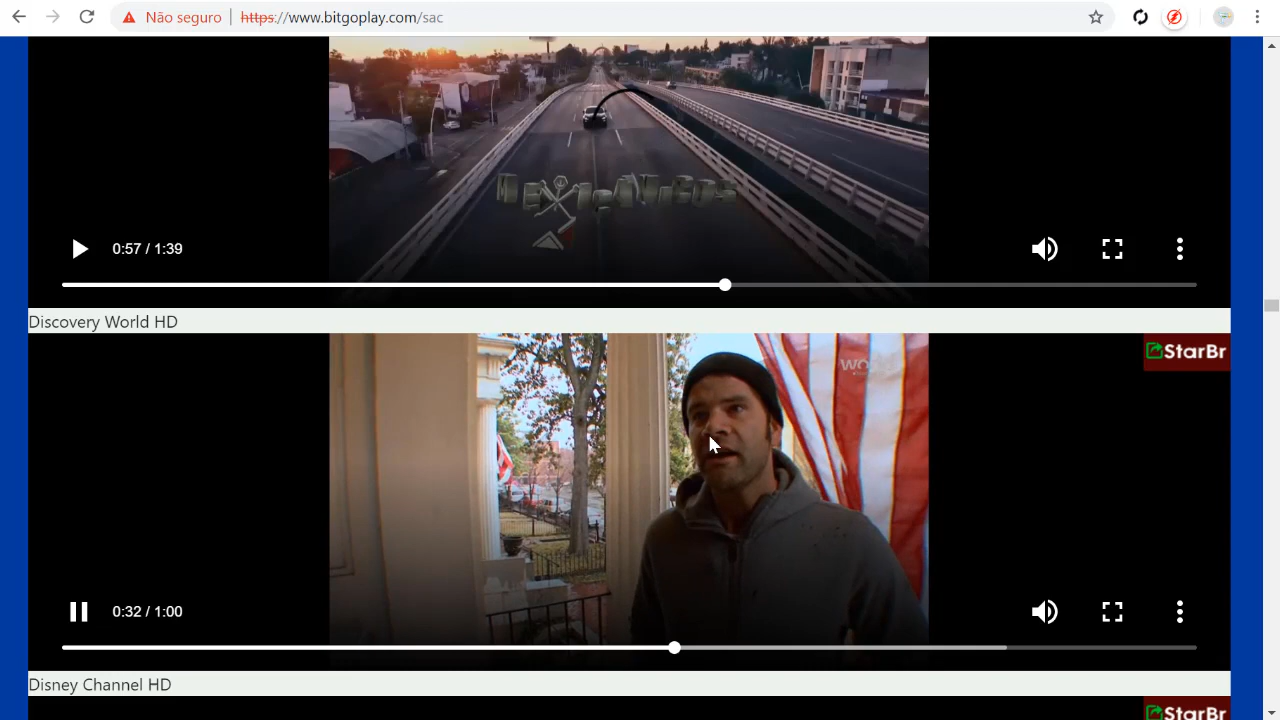 Não seguro
https://www.bitgoplay.com/sac
MEXICANICOS
0:57 / 1:39
Discovery World HD
StarBr
0:32 / 1:00
Disney Channel HD
StarBr